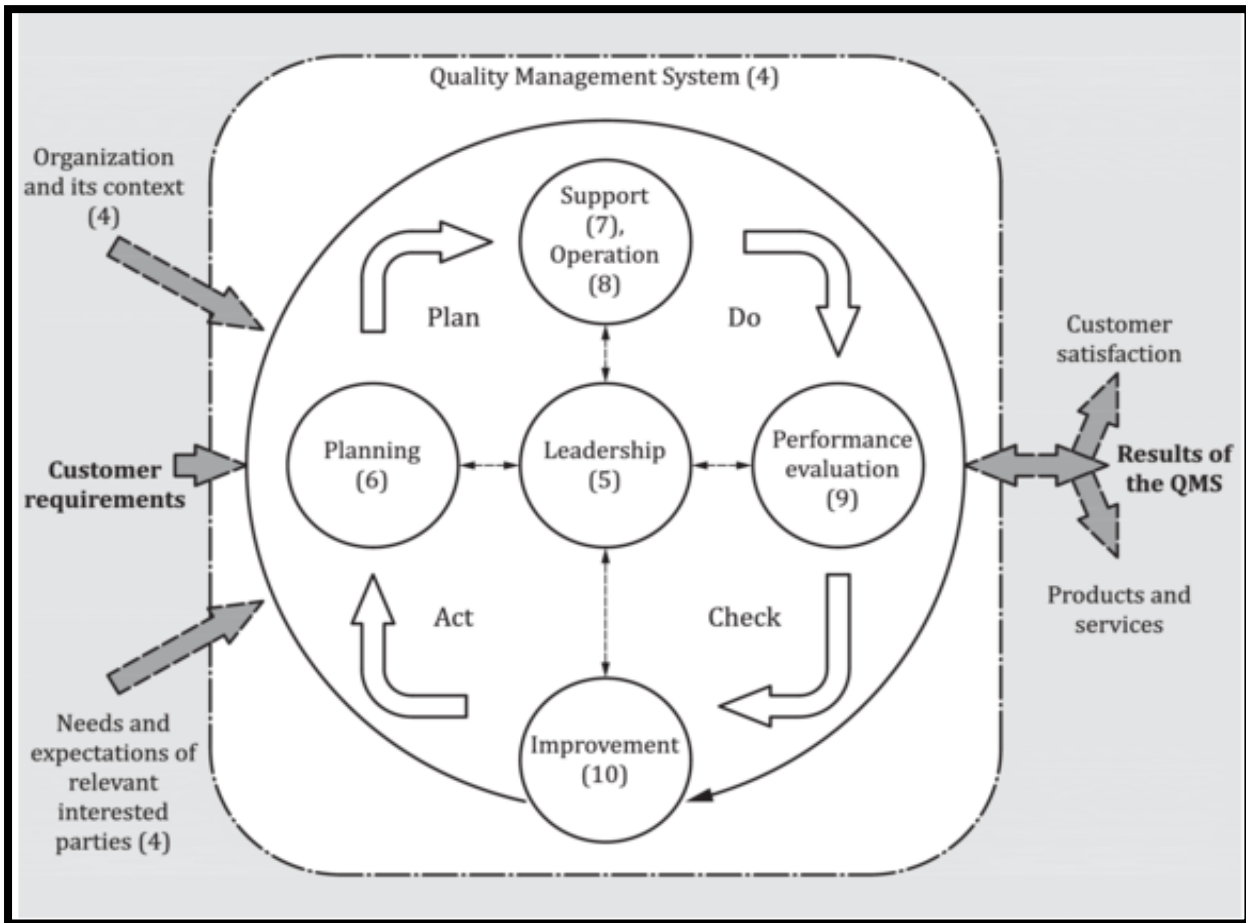 Quality Management System (4)
Organization
and its context
(4)
Support
(7),
Operation
(8)
Plan
Do
Customer
satisfaction
Planning
(6)
Leadership
(5)
Performance
evaluation
(9)
Customer
requirements
Results of
the QMS
Act
Check
Products and
services
Needs and
expectations of
relevant
interested
parties (4)
Improvement
(10)